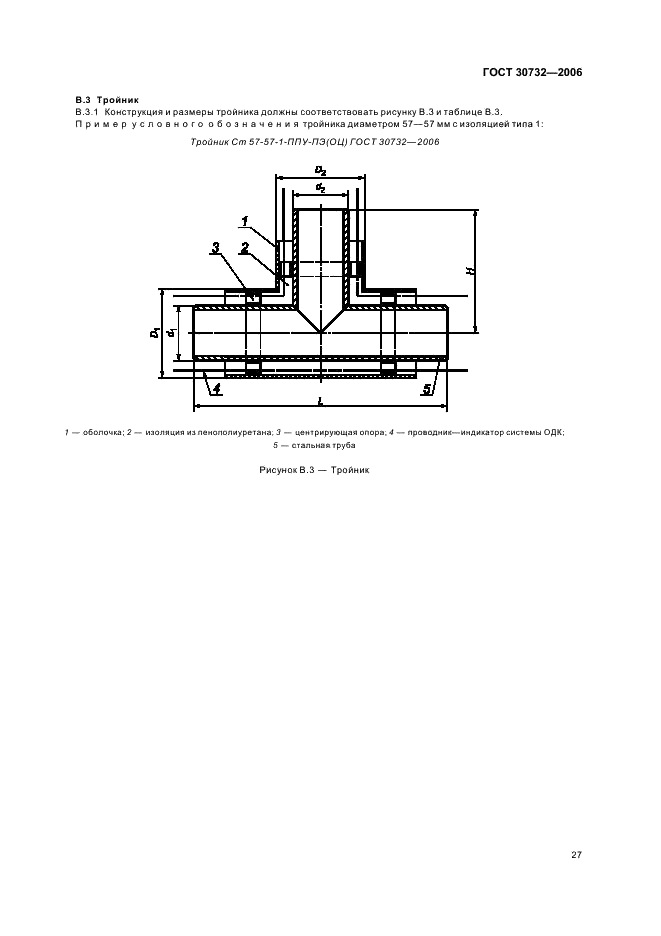 ГОСТ 30732—2006
В.3 Тройник
В.3.1 Конструкция и размеры тройника должны соответствовать рисунку В.3 и таблице В.3.
Пример условного обозначения тройника диаметром 57—57 мм с изоляцией типа 1:
Тройник Ст 57-57-1-ППУ-ПЭ(ОЦ) ГОСТ 30732—2006
D2
d2
1
3 2
H
D1 d1
4 5
L
1 — оболочка; 2 — изоляция из пенополиуретана; 3 — центрирующая опора; 4 — проводник—индикатор системы ОДК;
5 — стальная труба
Рисунок В.3 — Тройник
27